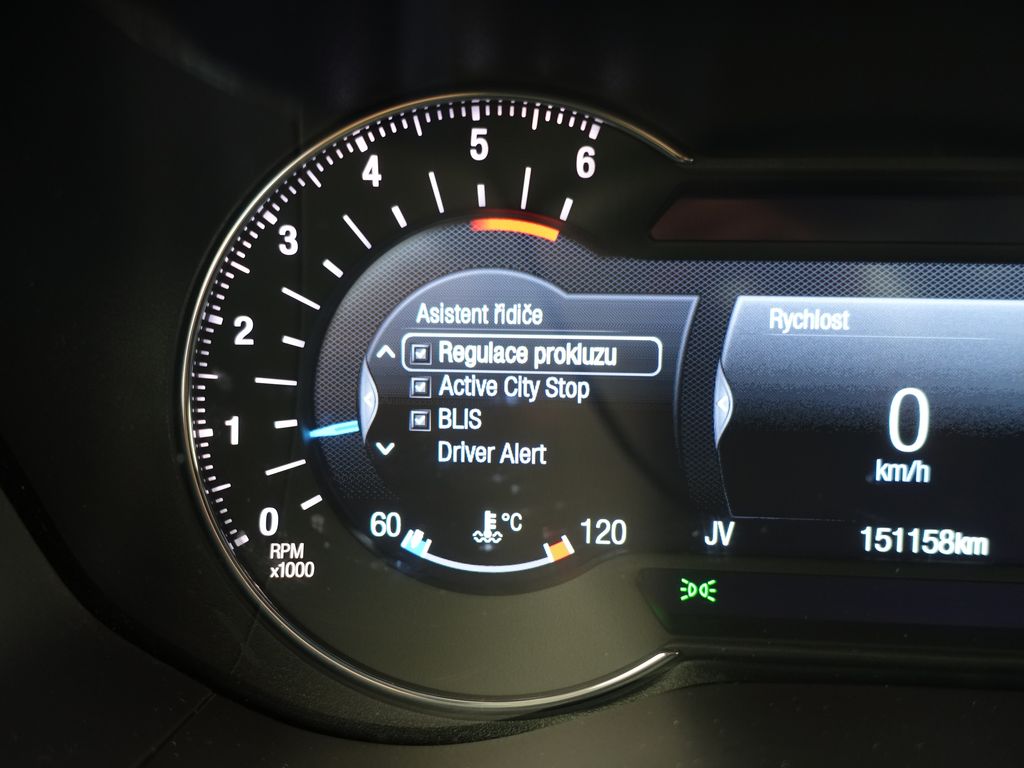 6
5
4
3
2
1
0
RPM
x1000
Asistent řidiče
Regulace prokluzu
Active City Stop
BLIS
Driver Alert
60 °C 120
Rychlost
0
km/h
JV 151158km